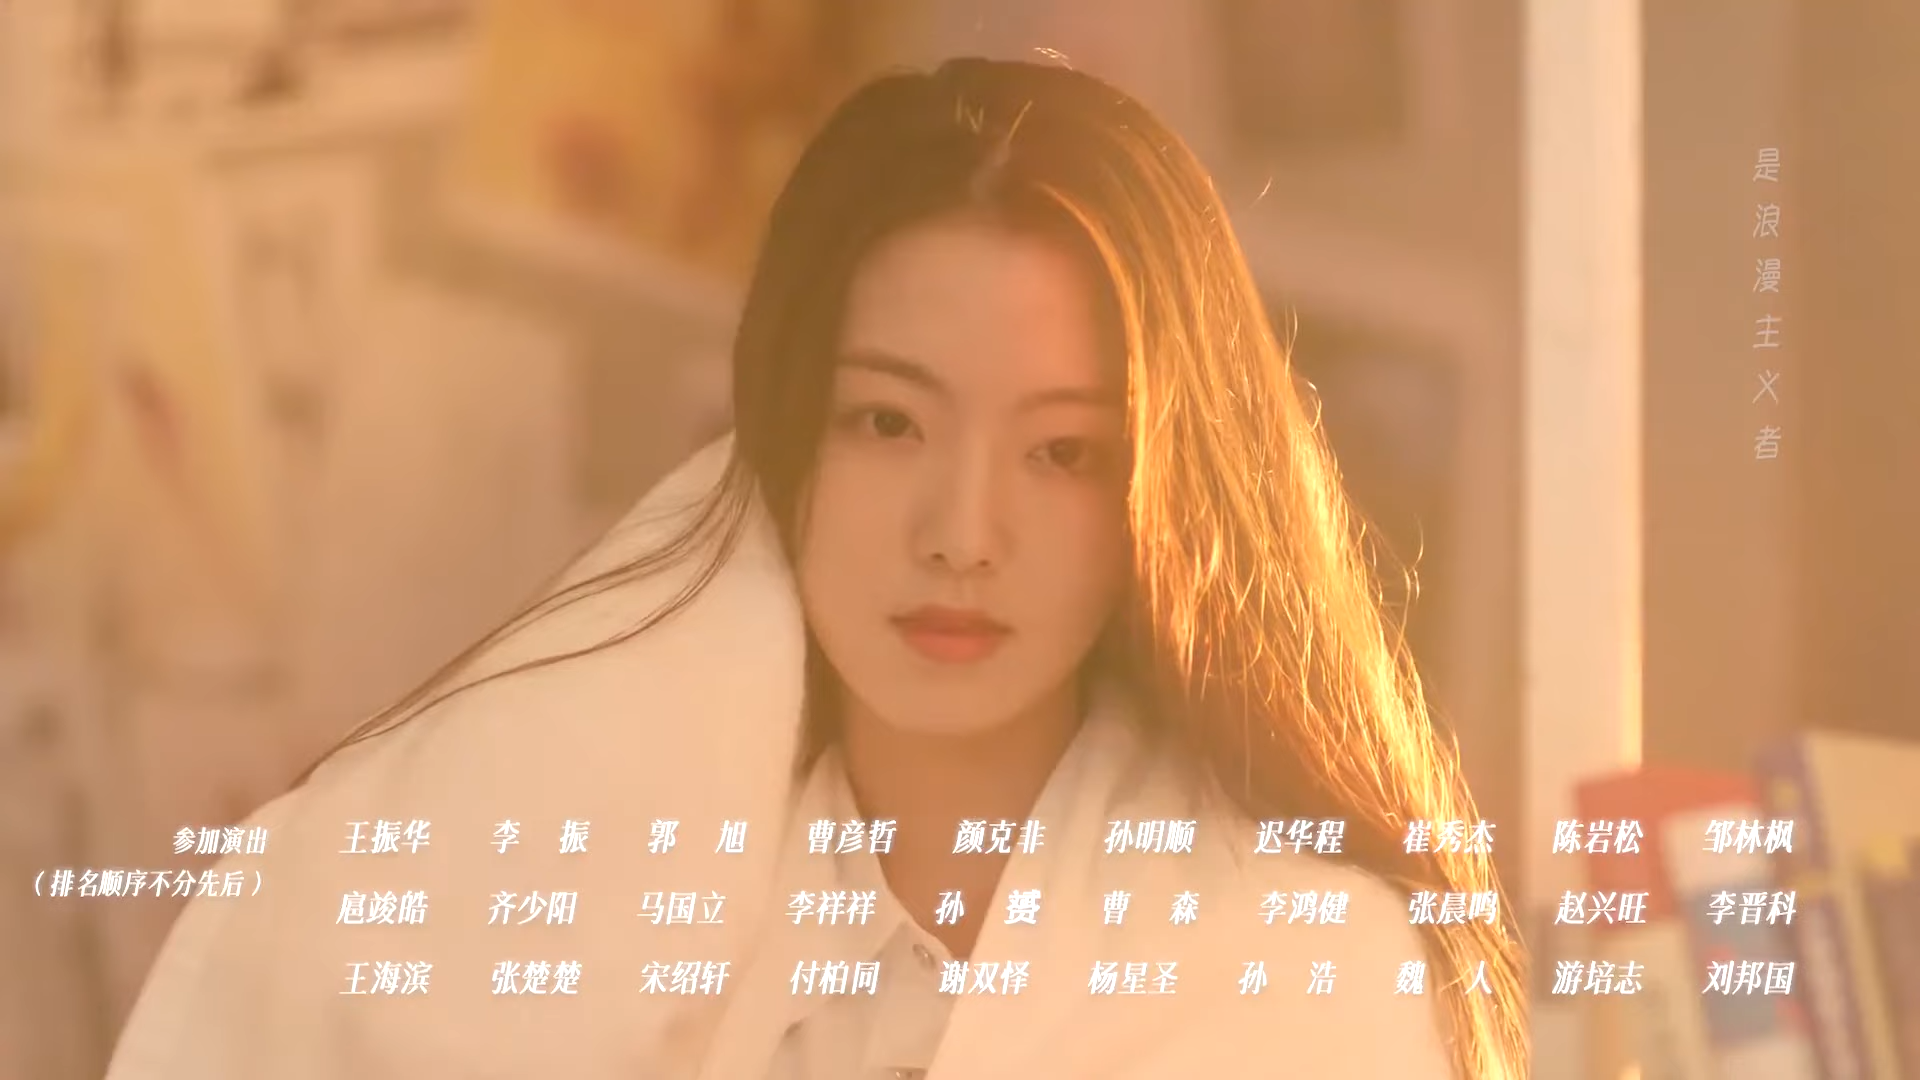 是浪漫主义者
参加演出
（排名顺序不分先后）
王振华 李振 郭旭 曹彦哲 颜克非 孙明顺 迟华程 崔秀杰 陈岩松 邹林枫
扈竣皓 齐少阳 马国立 李祥祥 孙赟 曹森 李鸿健 张晨鸣 赵兴旺 李晋科
王海滨 张楚楚 宋绍轩 付柏同 谢双怿 杨星圣 孙浩 魏人 游培志 刘邦国